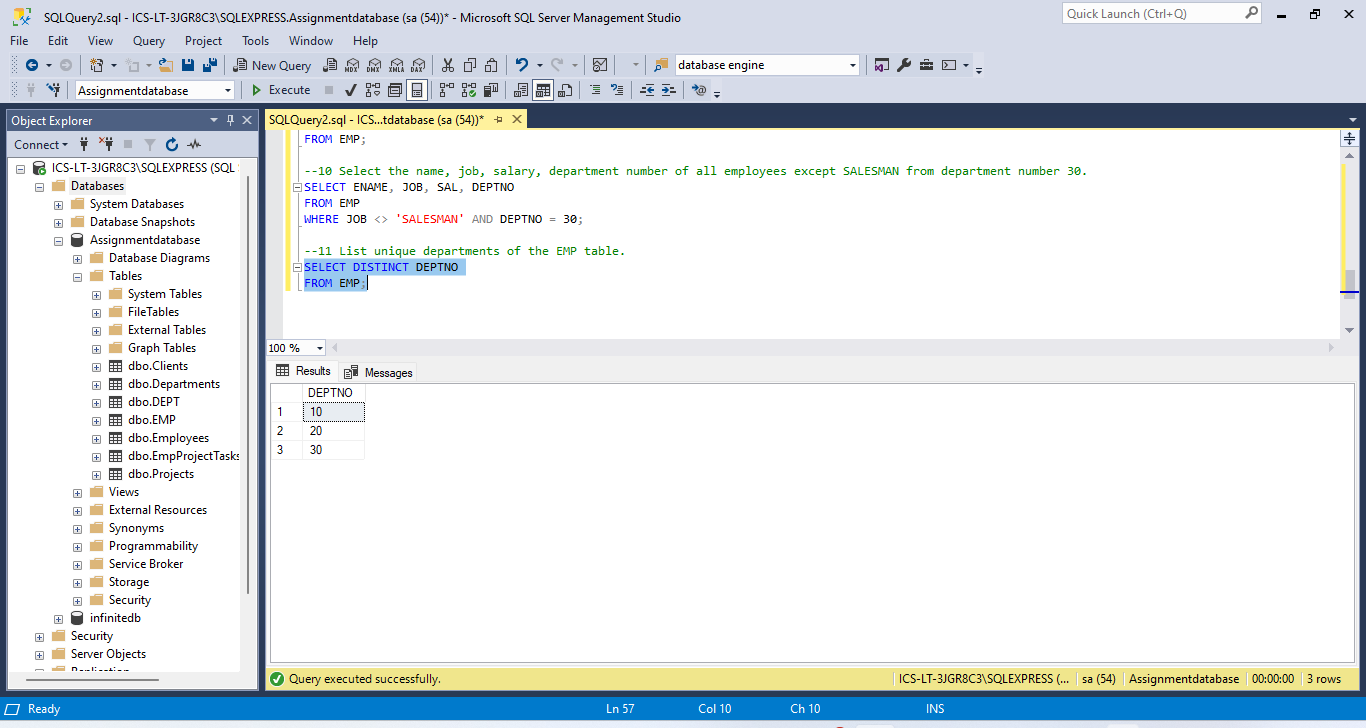 SQLQuery2.sql - ICS-LT-3JGR8C3\SQLEXPRESS.Assignmentdatabase (sa (54))* - Microsoft SQL Server Management Studio
Quick Launch (Ctrl+Q)
File Edit View Query Project Tools Window Help
New Query
MDX DMX XMLA DAX
database engine
Assignmentdatabase
Execute
Object Explorer
Connect
ICS-LT-3JGR8C3\SQLEXPRESS (SQL S
Databases
System Databases
Database Snapshots
Assignmentdatabase
Database Diagrams
Tables
System Tables
FileTables
External Tables
Graph Tables
dbo.Clients
dbo.Departments
dbo.DEPT
dbo.EMP
dbo.Employees
dbo.EmpProjectTasks
dbo.Projects
Views
External Resources
Synonyms
Programmability
Service Broker
Storage
Security
infinitedb
Security
Server Objects
Replication
SQLQuery2.sql - ICS...tdatabase (sa (54))*
FROM EMP;
--10 Select the name, job, salary, department number of all employees except SALESMAN from department number 30.
SELECT ENAME, JOB, SAL, DEPTNO
FROM EMP
WHERE JOB <> 'SALESMAN' AND DEPTNO = 30;
--11 List unique departments of the EMP table.
SELECT DISTINCT DEPTNO
FROM EMP;
100 %
Results Messages
DEPTNO
1 10
2 20
3 30
Query executed successfully.
ICS-LT-3JGR8C3\SQLEXPRESS (... sa (54) Assignmentdatabase 00:00:00 3 rows
Ready Ln 57 Col 10 Ch 10 INS